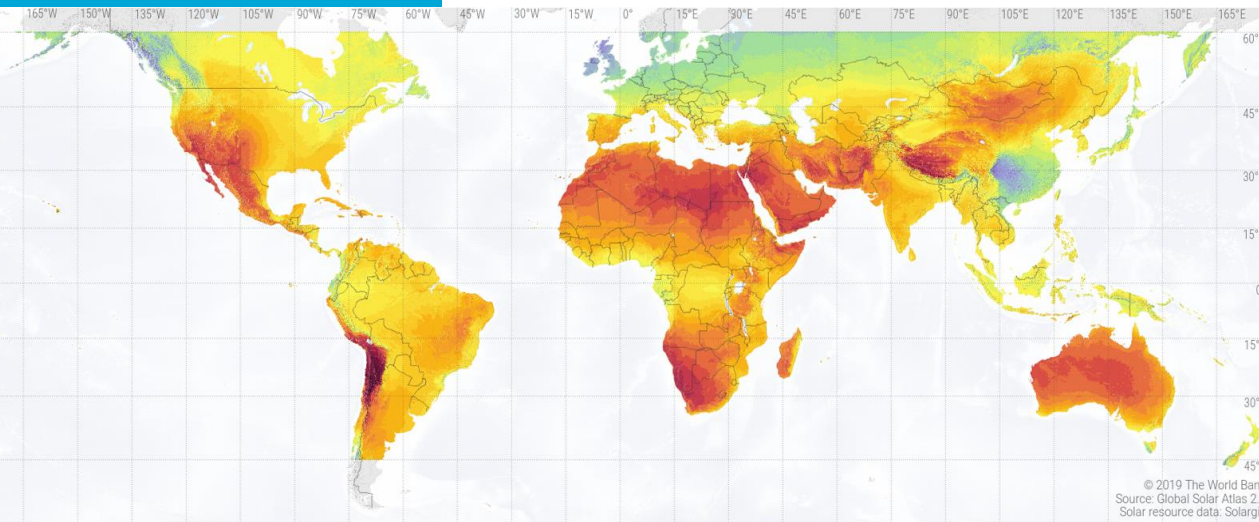 165°W 150°W 135°W 120°W 90°W 105°W 75°W 60°W 45°W 30°W 15°W 0° 15°E 30°E 45°E 60°E 75°E 90°E 105°E 120°E 135°E 150°E 165°E
60°
45°
30°
15°
0
15°
30°
45°
© 2019 The World Ban
Source: Global Solar Atlas 2.
Solar resource data: Solarg